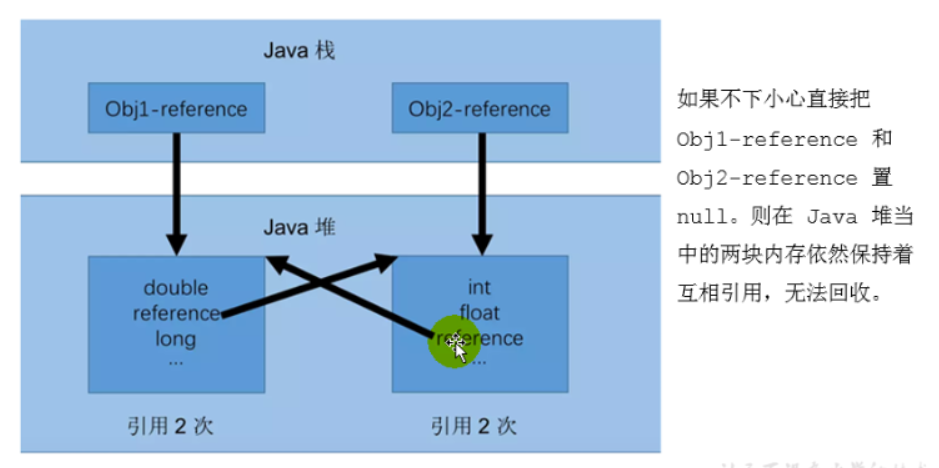 Java 栈
Obj1-reference
Obj2-reference
Java 堆
double
reference
long
...
int
float
reference
...
引用 2 次
引用 2 次
如果不下小心直接把
Obj1-reference 和
Obj2-reference 置
null。则在 Java 堆当
中的两块内存依然保持着
互相引用，无法回收。